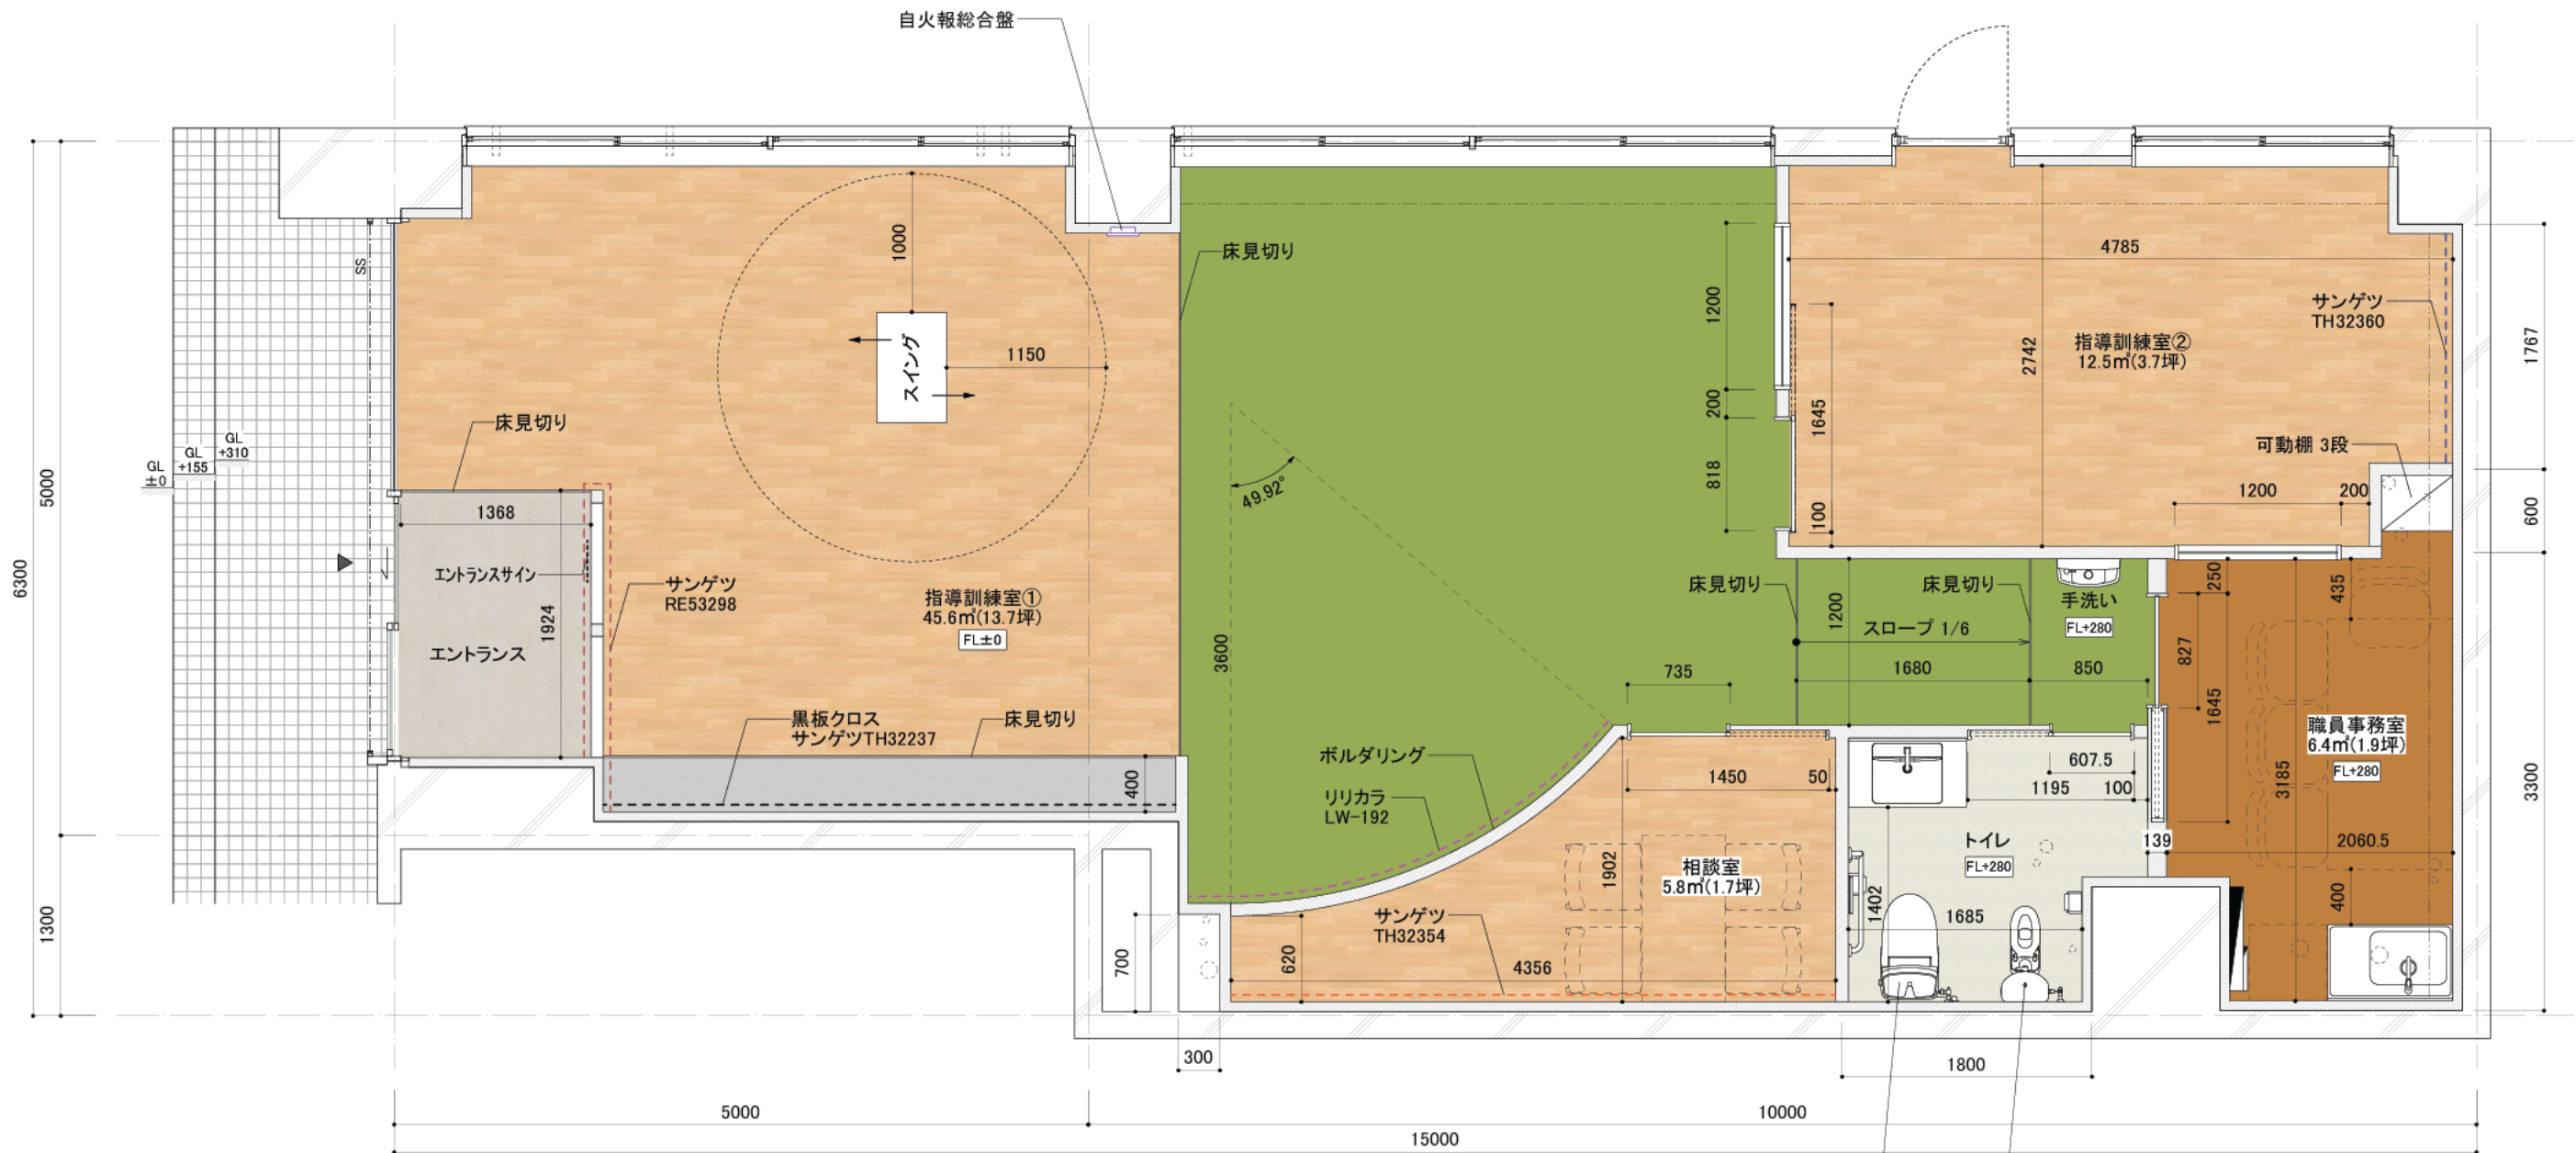 自火報総合盤
床見切り
1000
4785
SS
サンゲツ
TH32360
1200
スイング
1150
指導訓練室②
12.5㎡(3.7坪)
2742
1767
200
1645
床見切り
GL
±0
GL
+155
GL
+310
可動棚 3段
5000
49.92°
818
1200
200
100
600
1368
6300
エントランスサイン
サンゲツ
RE53298
指導訓練室①
45.6㎡(13.7坪)
FL±0
床見切り
床見切り
250
435
手洗い
FL+280
1924
1200
スロープ 1/6
エントランス
3600
735
1680
850
827
1645
黒板クロス
サンゲツTH32237
床見切り
職員事務室
6.4㎡(1.9坪)
FL+280
ボルダリング
607.5
3300
400
1450
50
1195
100
3185
リリカラ
LW-192
トイレ
FL+280
139
2060.5
相談室
5.8㎡(1.7坪)
1902
1402
400
1300
サンゲツ
TH32354
1685
700
620
4356
300
1800
5000
10000
15000